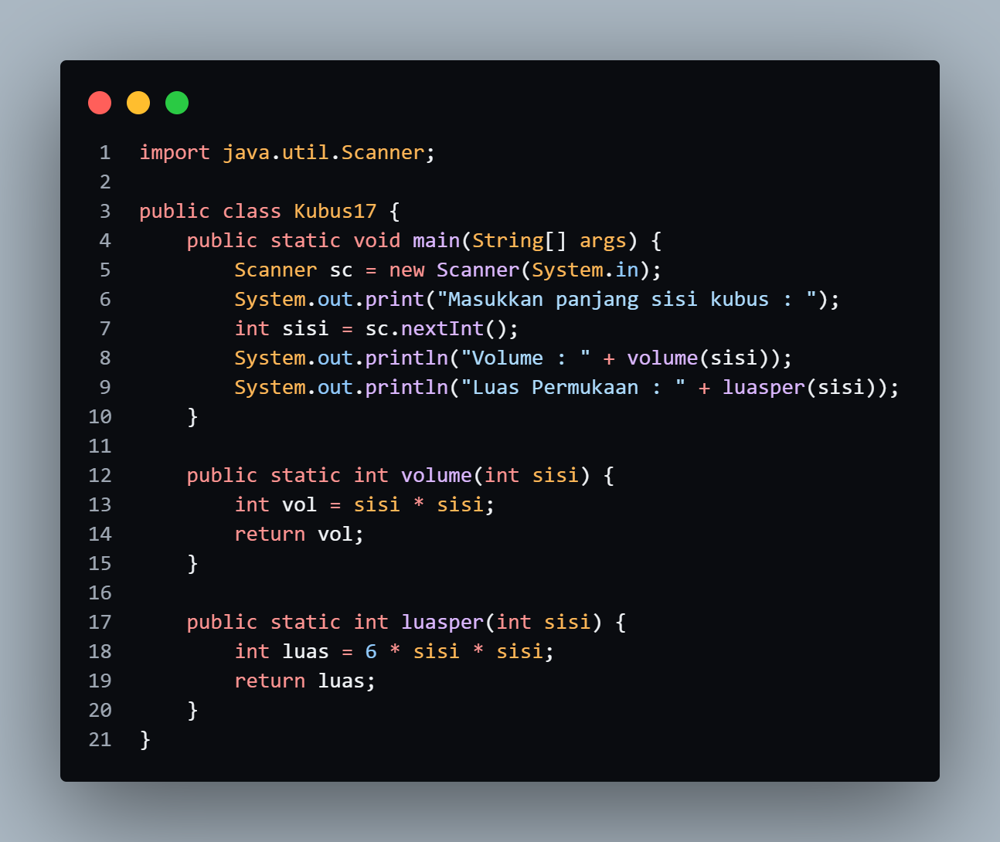 1 import java.util.Scanner;
2
3 public class Kubus17 {
4     public static void main(String[] args) {
5         Scanner sc = new Scanner(System.in);
6         System.out.print("Masukkan panjang sisi kubus : ");
7         int sisi = sc.nextInt();
8         System.out.println("Volume : " + volume(sisi));
9         System.out.println("Luas Permukaan : " + luasper(sisi));
10     }
11
12     public static int volume(int sisi) {
13         int vol = sisi * sisi;
14         return vol;
15     }
16
17     public static int luasper(int sisi) {
18         int luas = 6 * sisi * sisi;
19         return luas;
20     }
21 }